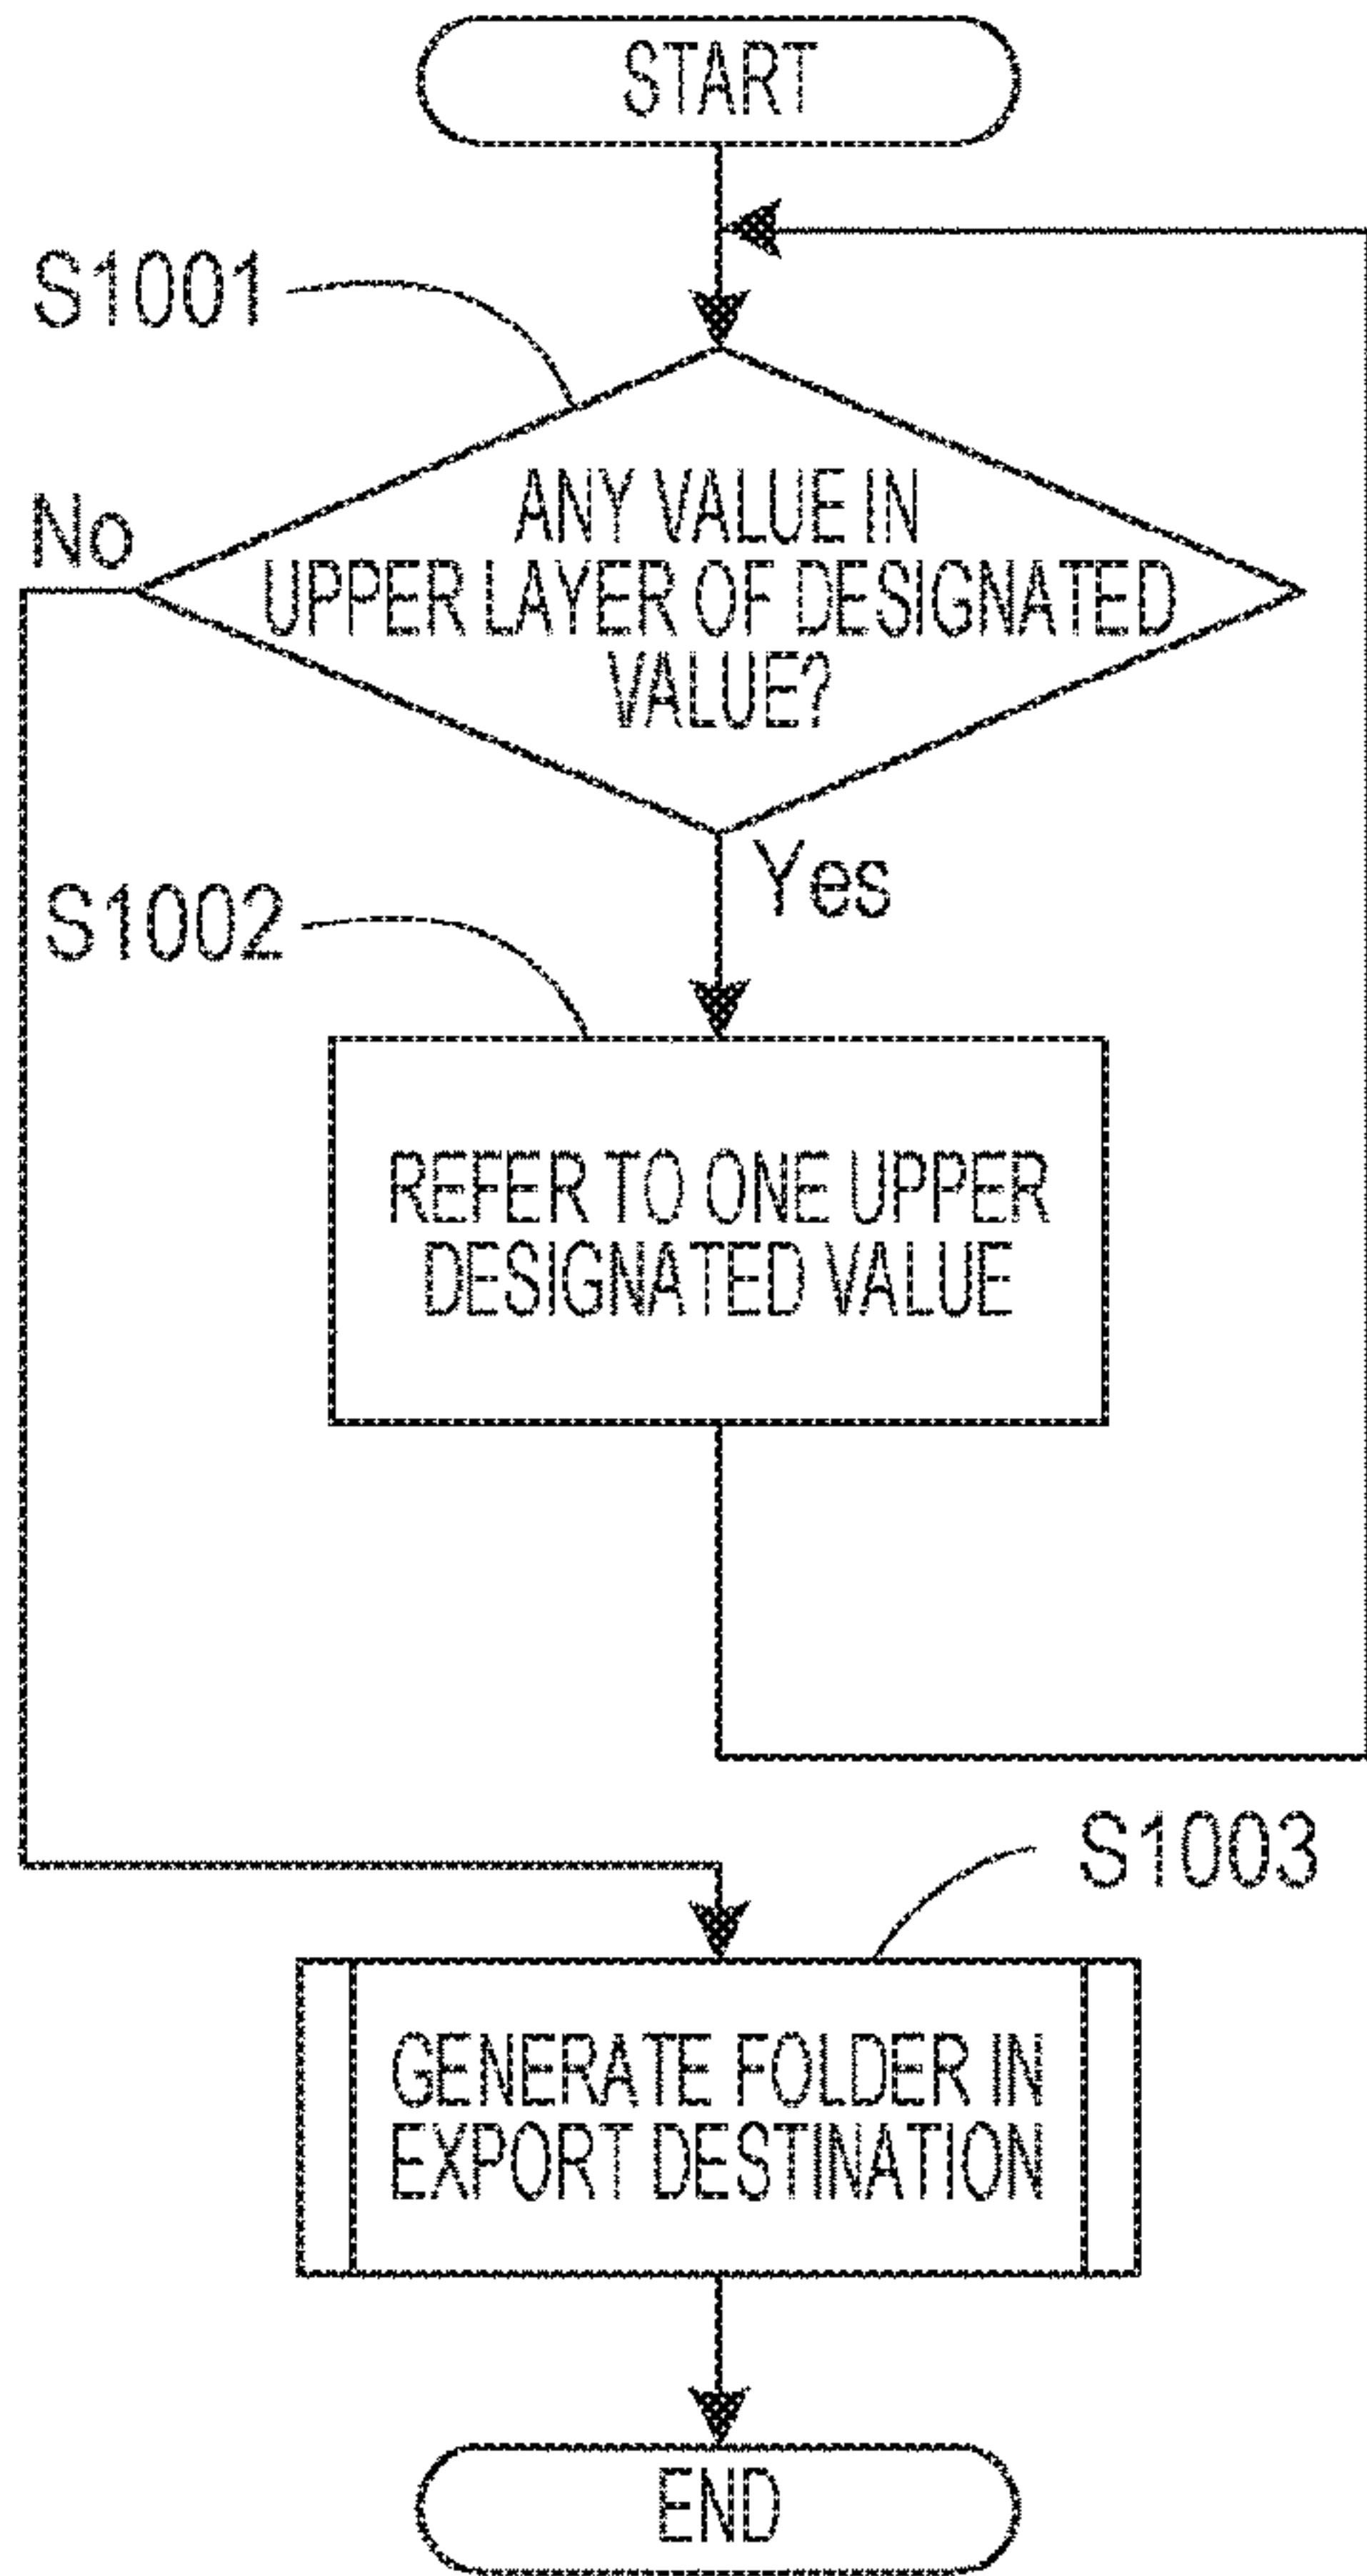 START
S1001
No
ANY VALUE IN
UPPER LAYER OF DESIGNATED
VALUE?
Yes
S1002
REFER TO ONE UPPER
DESIGNATED VALUE
S1003
GENERATE FOLDER IN
EXPORT DESTINATION
END